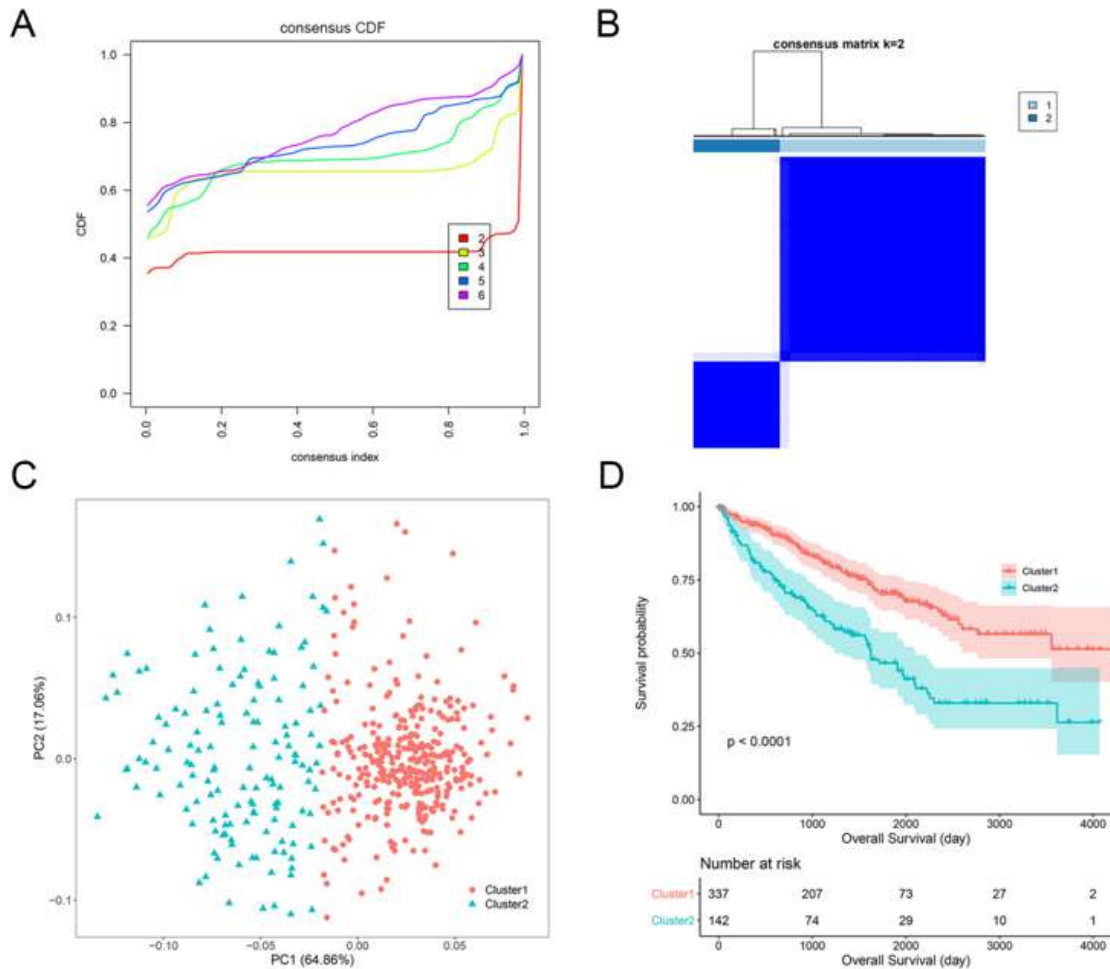 A
consensus CDF
CDF
1.0
0.8
0.6
0.4
0.2
0.0
2
3
4
5
6
0.0 0.2 0.4 0.6 0.8 1.0
consensus index
B
consensus matrix k=2
1
2
C
PC2 (17.06%)
0.1
0.0
−0.1
Cluster1
Cluster2
−0.10 −0.05 0.00 0.05
PC1 (64.86%)
D
Survival probability
1.00
0.75
0.50
0.25
0.00
Cluster1
Cluster2
p < 0.0001
0 1000 2000 3000 4000
Overall Survival (day)
Number at risk
Cluster1 337 207 73 27 2
Cluster2 142 74 29 10 1
0 1000 2000 3000 4000
Overall Survival (day)